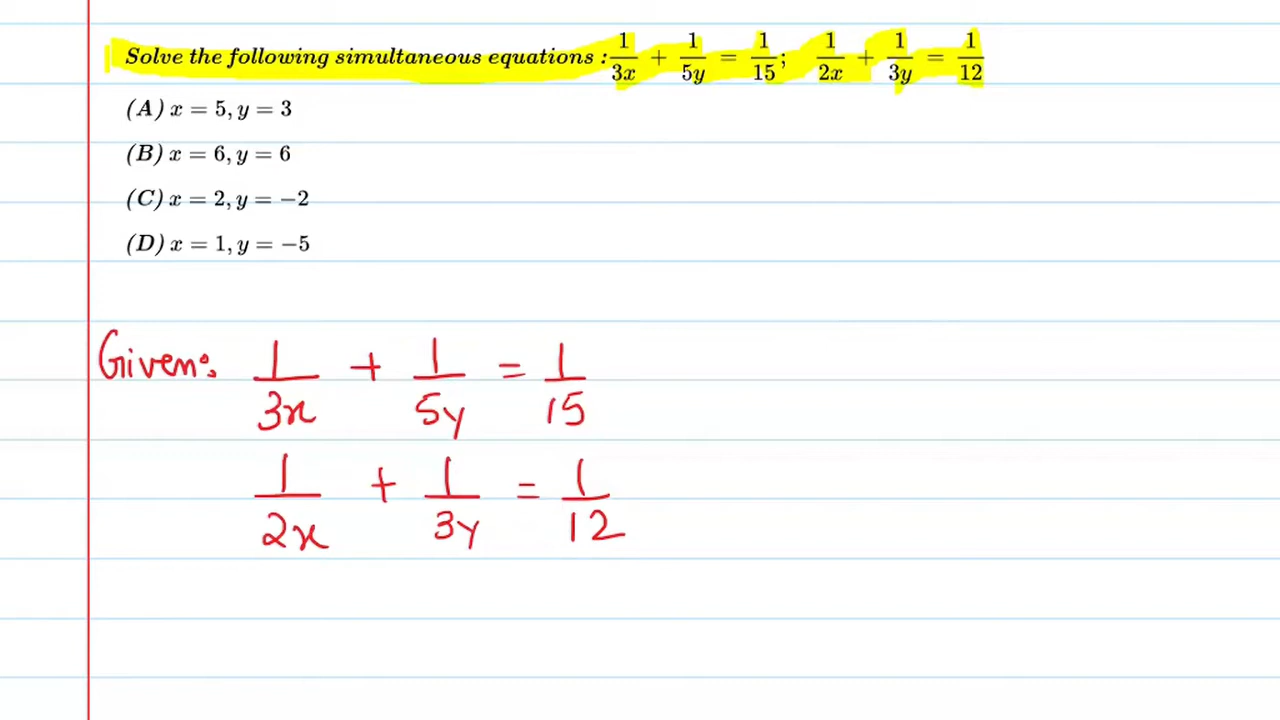 Solve the following simultaneous equations : 1/3x + 1/5y = 1/15; 1/2x + 1/3y = 1/12
(A) x = 5, y = 3
(B) x = 6, y = 6
(C) x = 2, y = −2
(D) x = 1, y = −5
Given: 1/3x + 1/5y = 1/15
1/2x + 1/3y = 1/12